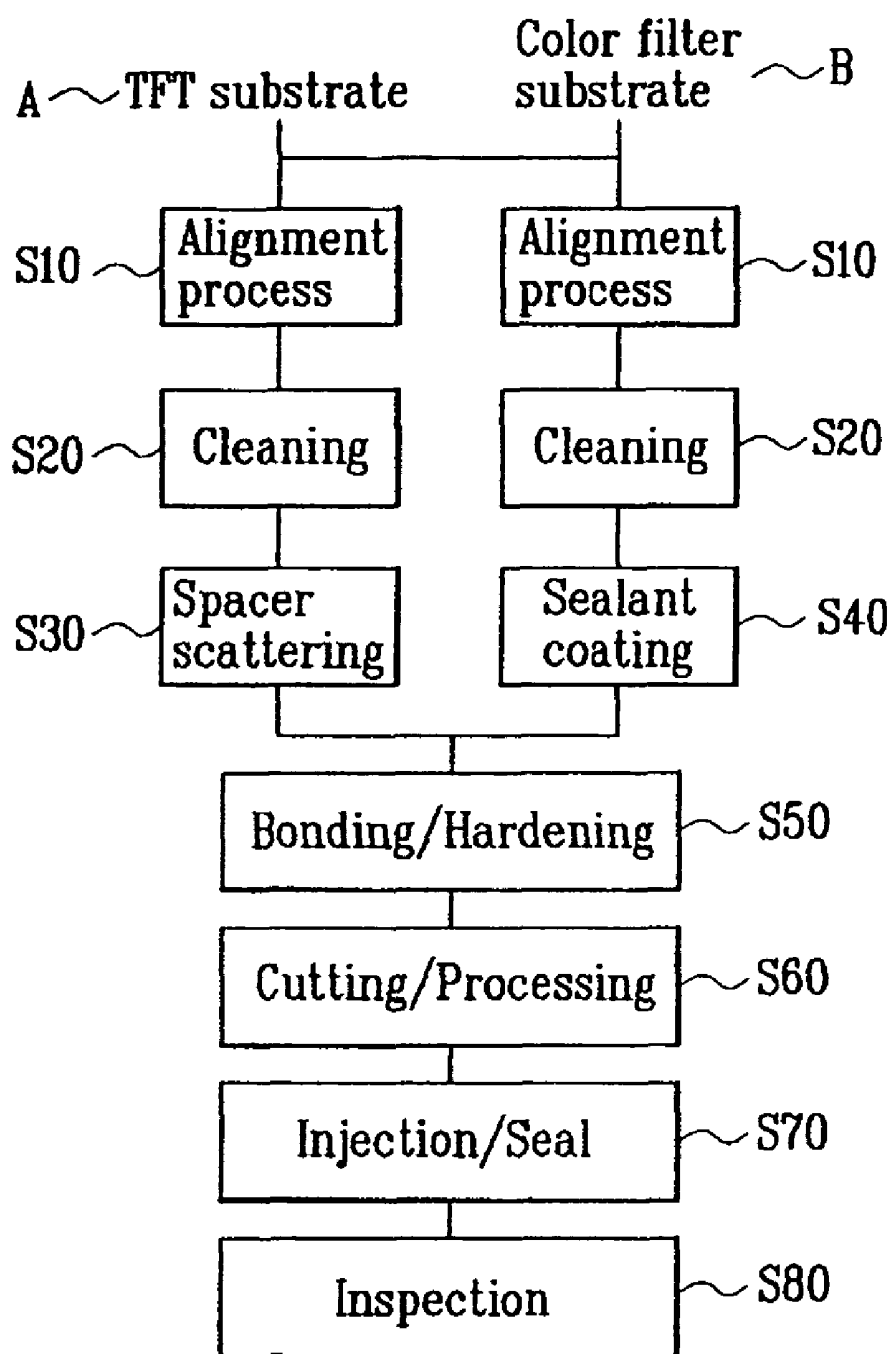 A
TFT substrate
Color filter
substrate
B
S10
Alignment
process
Alignment
process
S10
S20
Cleaning
Cleaning
S20
S30
Spacer
scattering
Sealant
coating
S40
Bonding/Hardening
S50
Cutting/Processing
S60
Injection/Seal
S70
Inspection
S80